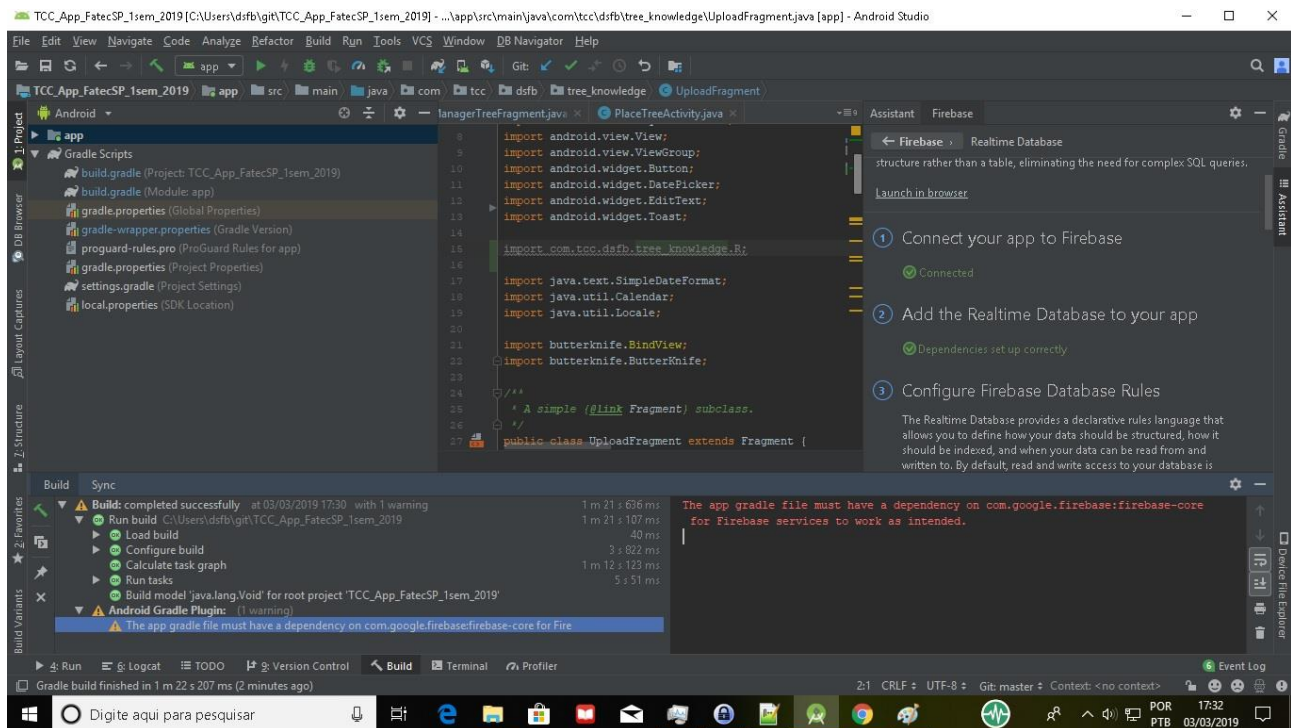 TCC_App_FatecSP_1sem_2019 [C:\Users\dsfb\git\TCC_App_FatecSP_1sem_2019] - ...\app\src\main\java\com\tcc\dsfb\tree_knowledge\UploadFragment.java [app] - Android Studio
File Edit View Navigate Code Analyze Refactor Build Run Tools VCS Window DB Navigator Help
app Git:
TCC_App_FatecSP_1sem_2019 app src main java com tcc dsfb tree_knowledge UploadFragment
Android
app
Gradle Scripts
build.gradle (Project: TCC_App_FatecSP_1sem_2019)
build.gradle (Module: app)
gradle.properties (Global Properties)
gradle-wrapper.properties (Gradle Version)
proguard-rules.pro (ProGuard Rules for app)
gradle.properties (Project Properties)
settings.gradle (Project Settings)
local.properties (SDK Location)
1: Project
DB Browser
Layout Captures
7: Structure
2: Favorites
Build Variants
ManagerTreeFragment.java PlaceTreeActivity.java
8 import android.view.View;
9 import android.view.ViewGroup;
10 import android.widget.Button;
11 import android.widget.DatePicker;
12 import android.widget.EditText;
13 import android.widget.Toast;
14
15 import com.tcc.dsfb.tree_knowledge.R;
16
17 import java.text.SimpleDateFormat;
18 import java.util.Calendar;
19 import java.util.Locale;
20
21 import butterknife.BindView;
22 import butterknife.ButterKnife;
23
24 /**
25 * A simple {@link Fragment} subclass.
26 */
27 public class UploadFragment extends Fragment {
Assistant Firebase
← Firebase › Realtime Database
structure rather than a table, eliminating the need for complex SQL queries.
Launch in browser
1 Connect your app to Firebase
Connected
2 Add the Realtime Database to your app
Dependencies set up correctly
3 Configure Firebase Database Rules
The Realtime Database provides a declarative rules language that
allows you to define how your data should be structured, how it
should be indexed, and when your data can be read from and
written to. By default, read and write access to your database is
Gradle
Assistant
Device File Explorer
Build Sync
Build: completed successfully at 03/03/2019 17:30 with 1 warning 1 m 21 s 636 ms
Run build C:\Users\dsfb\git\TCC_App_FatecSP_1sem_2019 1 m 21 s 107 ms
Load build 40 ms
Configure build 3 s 822 ms
Calculate task graph 1 m 12 s 123 ms
Run tasks 5 s 51 ms
Build model 'java.lang.Void' for root project 'TCC_App_FatecSP_1sem_2019'
Android Gradle Plugin: (1 warning)
The app gradle file must have a dependency on com.google.firebase:firebase-core for Fire
The app gradle file must have a dependency on com.google.firebase:firebase-core
for Firebase services to work as intended.
4: Run 6: Logcat TODO 9: Version Control Build Terminal Profiler 6 Event Log
Gradle build finished in 1 m 22 s 207 ms (2 minutes ago) 2:1 CRLF UTF-8 Git: master Context: <no context>
Digite aqui para pesquisar
POR
PTB
17:32
03/03/2019